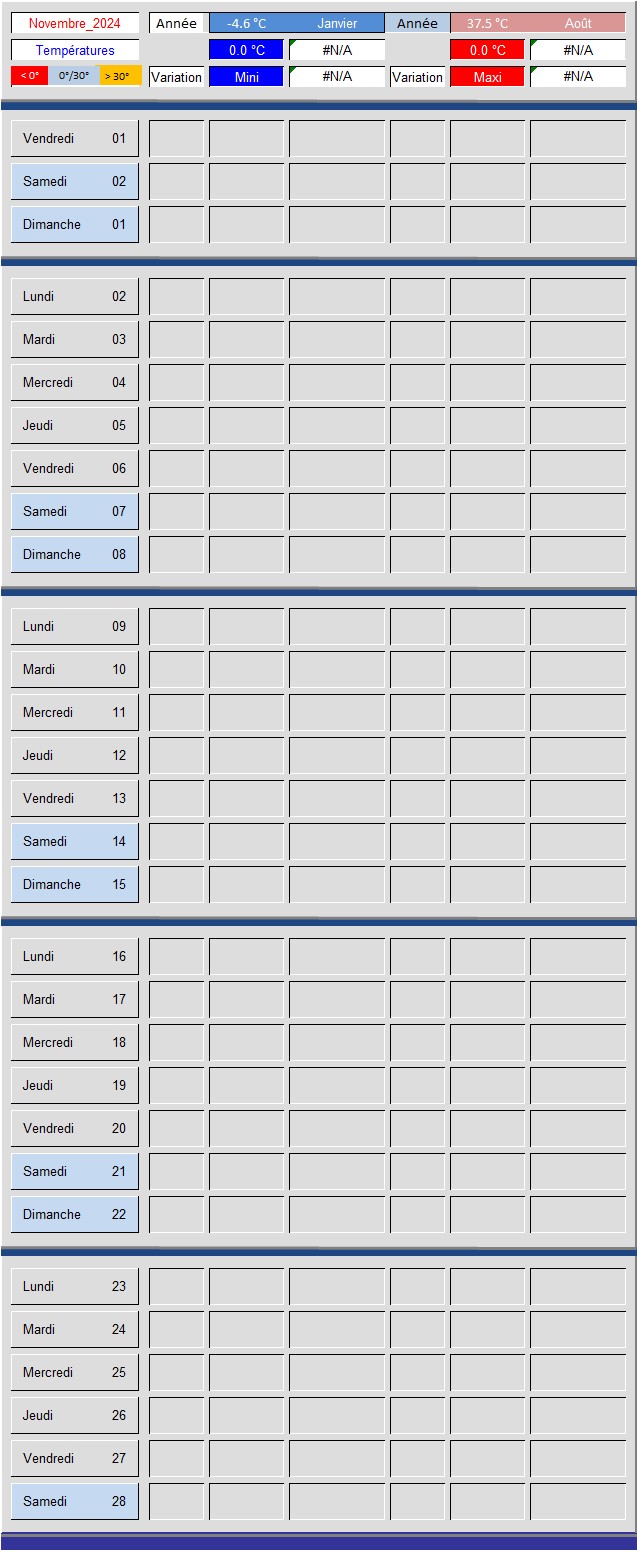 Novembre_2024 Année -4.6 °C Janvier Année 37.5 °C Août
Températures 0.0 °C #N/A 0.0 °C #N/A
< 0° 0°/30° > 30° Variation Mini #N/A Variation Maxi #N/A
Vendredi 01
Samedi 02
Dimanche 01
Lundi 02
Mardi 03
Mercredi 04
Jeudi 05
Vendredi 06
Samedi 07
Dimanche 08
Lundi 09
Mardi 10
Mercredi 11
Jeudi 12
Vendredi 13
Samedi 14
Dimanche 15
Lundi 16
Mardi 17
Mercredi 18
Jeudi 19
Vendredi 20
Samedi 21
Dimanche 22
Lundi 23
Mardi 24
Mercredi 25
Jeudi 26
Vendredi 27
Samedi 28